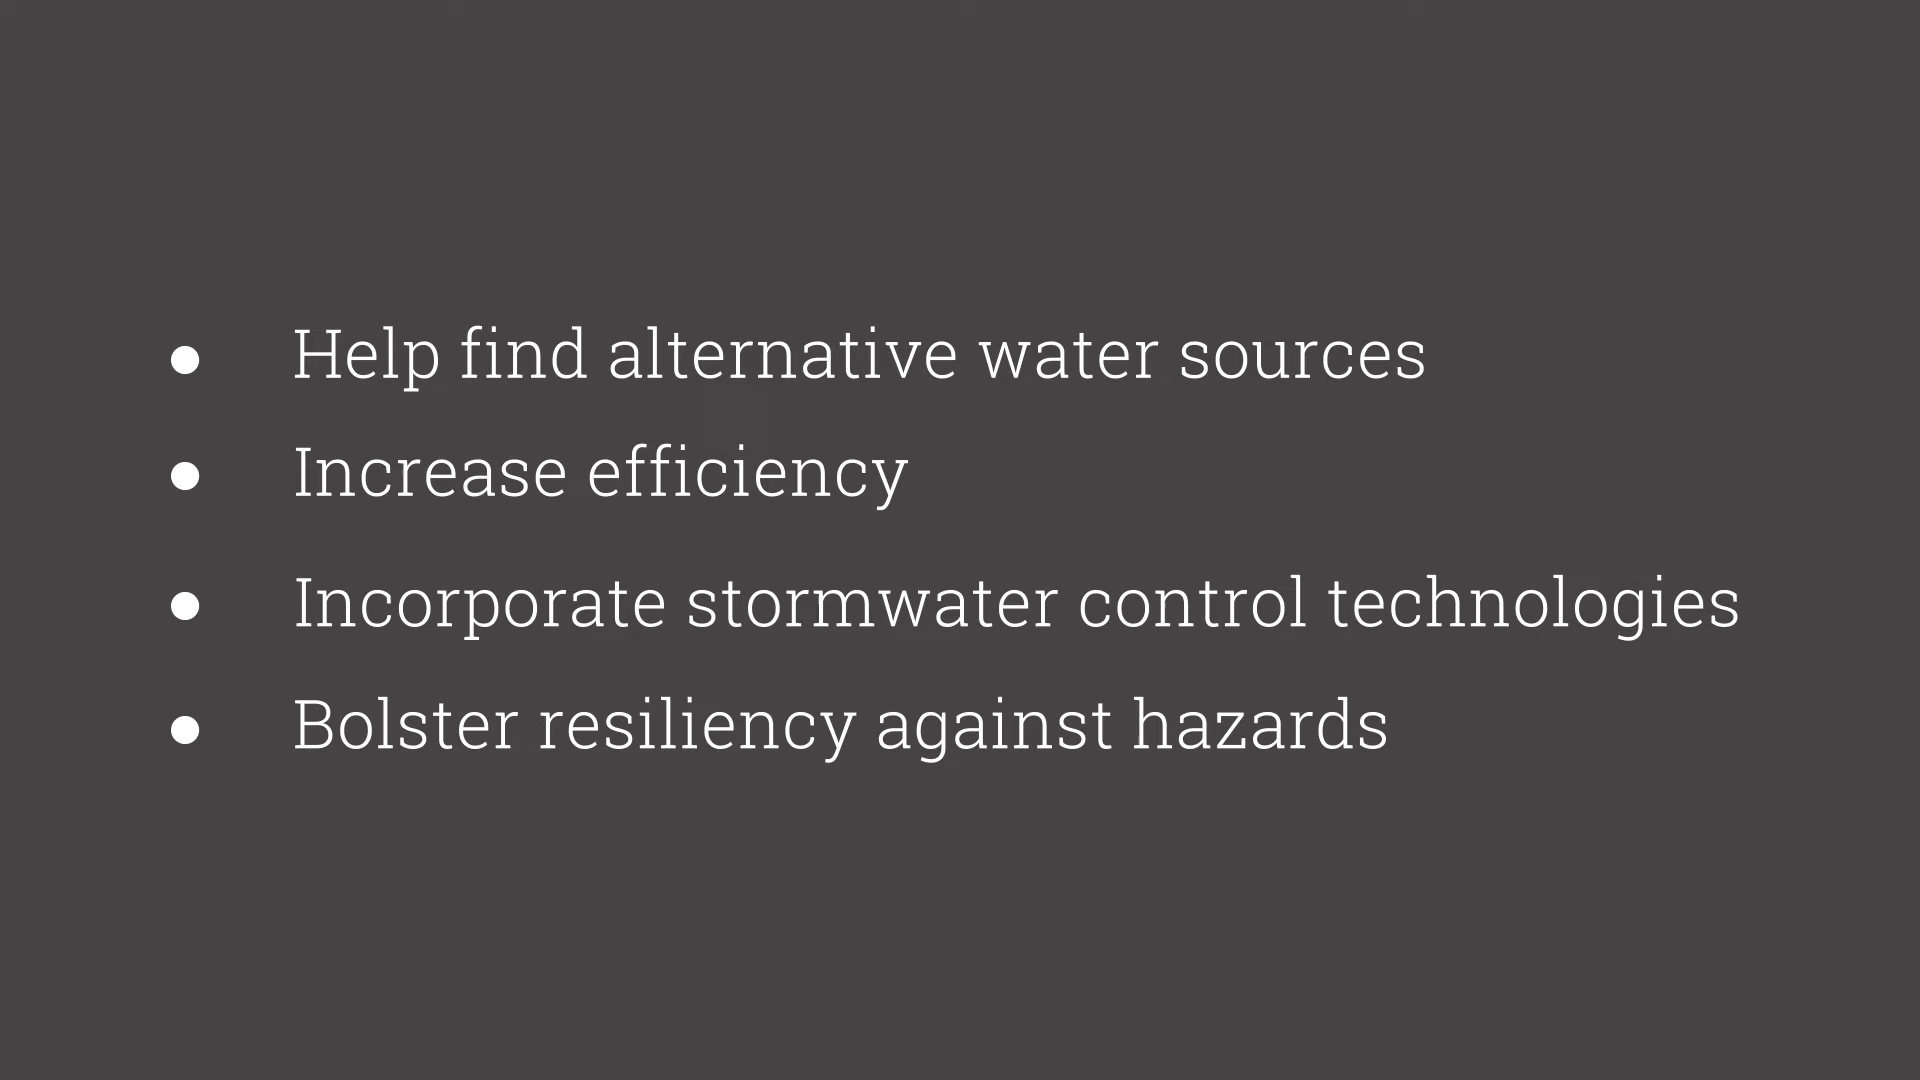 ● Help find alternative water sources
● Increase efficiency
● Incorporate stormwater control technologies
● Bolster resiliency against hazards